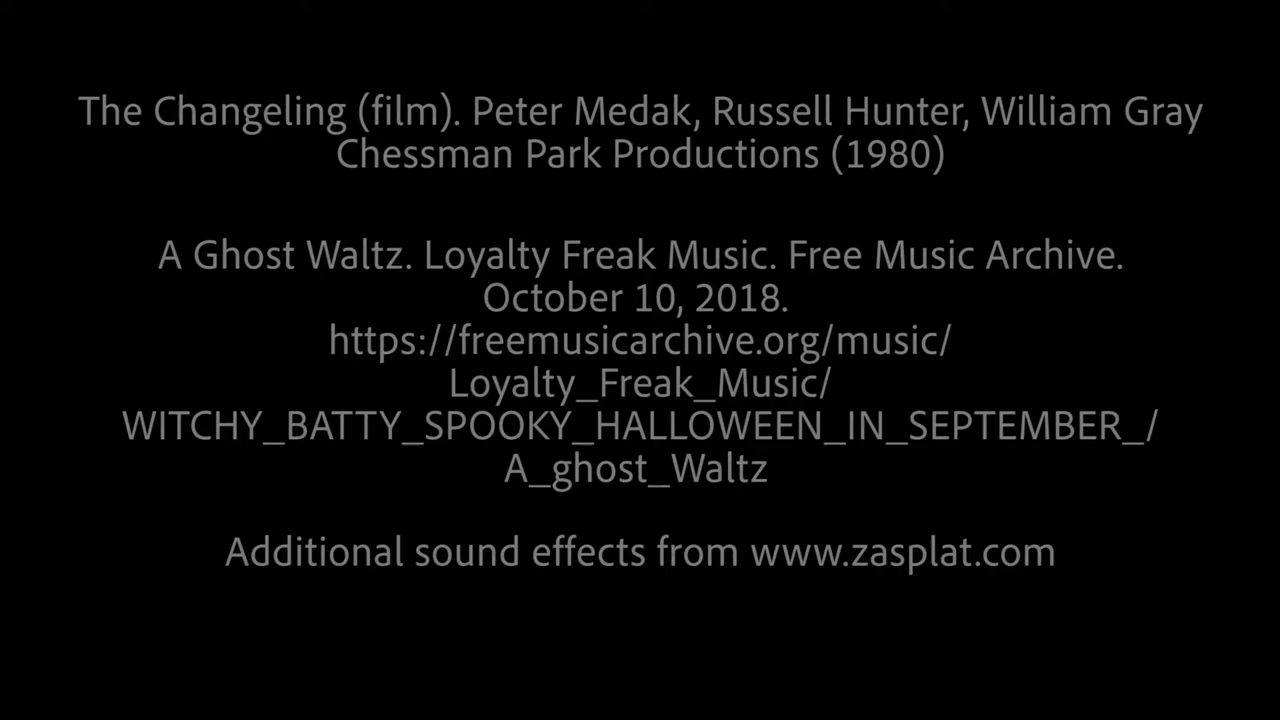 The Changeling (film). Peter Medak, Russell Hunter, William Gray
Chessman Park Productions (1980)
A Ghost Waltz. Loyalty Freak Music. Free Music Archive.
October 10, 2018.
https://freemusicarchive.org/music/
Loyalty_Freak_Music/
WITCHY_BATTY_SPOOKY_HALLOWEEN_IN_SEPTEMBER_/
A_ghost_Waltz
Additional sound effects from www.zasplat.com